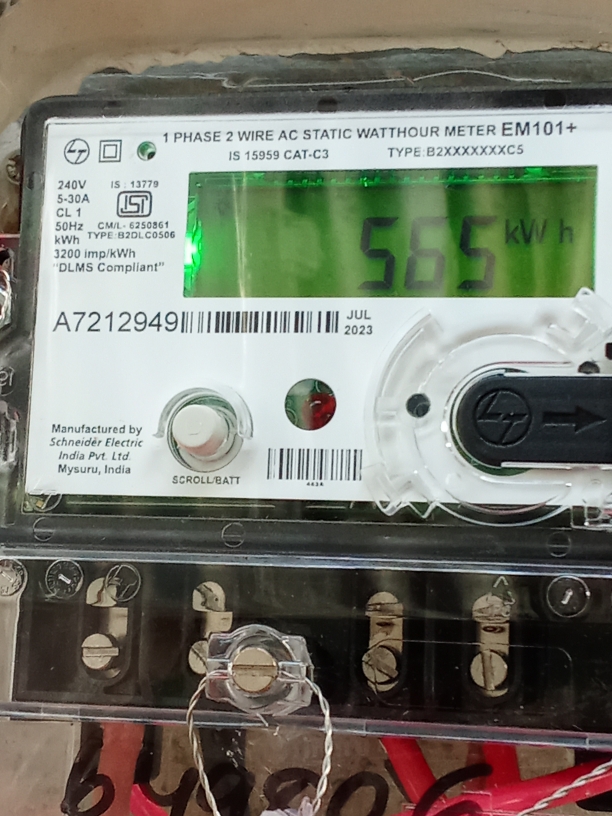 1 PHASE 2 WIRE AC STATIC WATTHOUR METER EM101+
IS 15959 CAT-C3 TYPE:B2XXXXXXXC5
240V IS : 13779
5-30A
CL 1
50Hz CM/L- 6250861
kWh TYPE:B2DLC0506
3200 imp/kWh
"DLMS Compliant"
565 kWh
A7212949 JUL
2023
Manufactured by
Schneider Electric
India Pvt. Ltd.
Mysuru, India
SCROLL/BATT